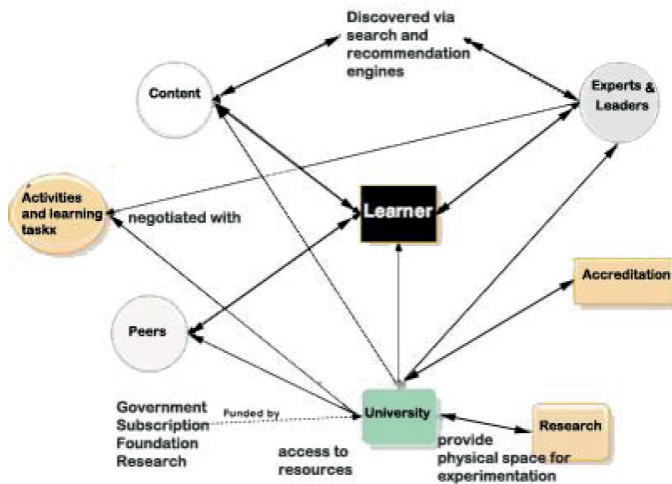 Discovered via
search and
recommendation
engines
Content
Experts &
Leaders
Activities
and learning
taskx
negotiated with
Learner
Accreditation
Peers
Government
Subscription
Foundation
Research
Funded by
University
access to
resources
provide
physical space for
experimentation
Research